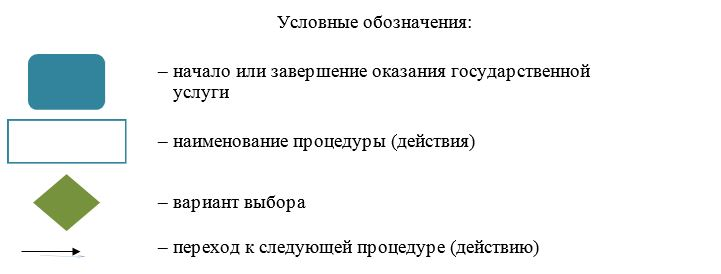 Условные обозначения:
– начало или завершение оказания государственной
услуги
– наименование процедуры (действия)
– вариант выбора
– переход к следующей процедуре (действию)